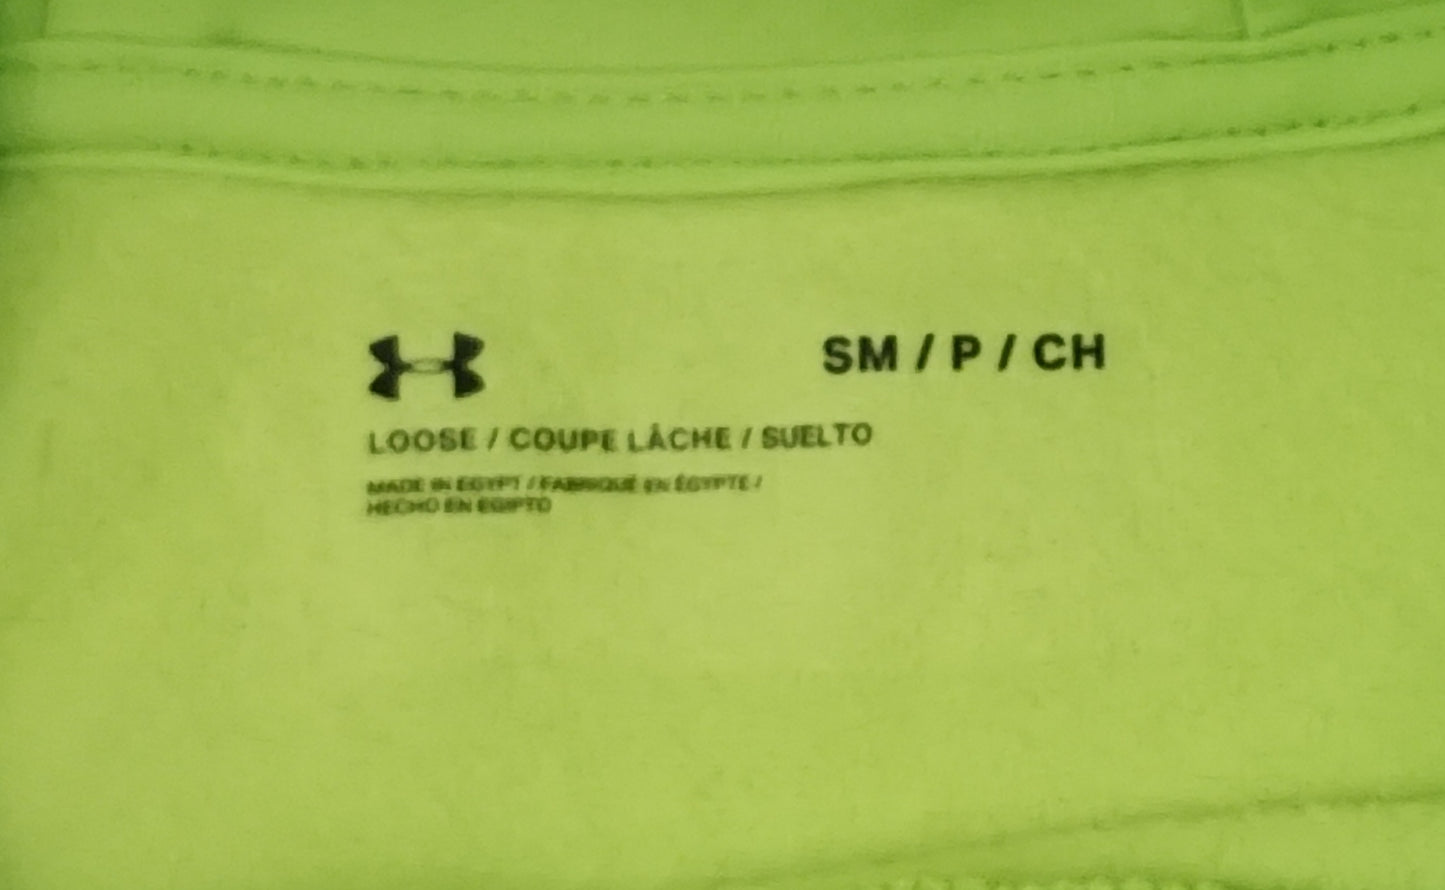 SM / P / CH
LOOSE / COUPE LÂCHE / SUELTO
MADE IN EGYPT / FABRIQUÉ EN ÉGYPTE /
HECHO EN EGIPTO